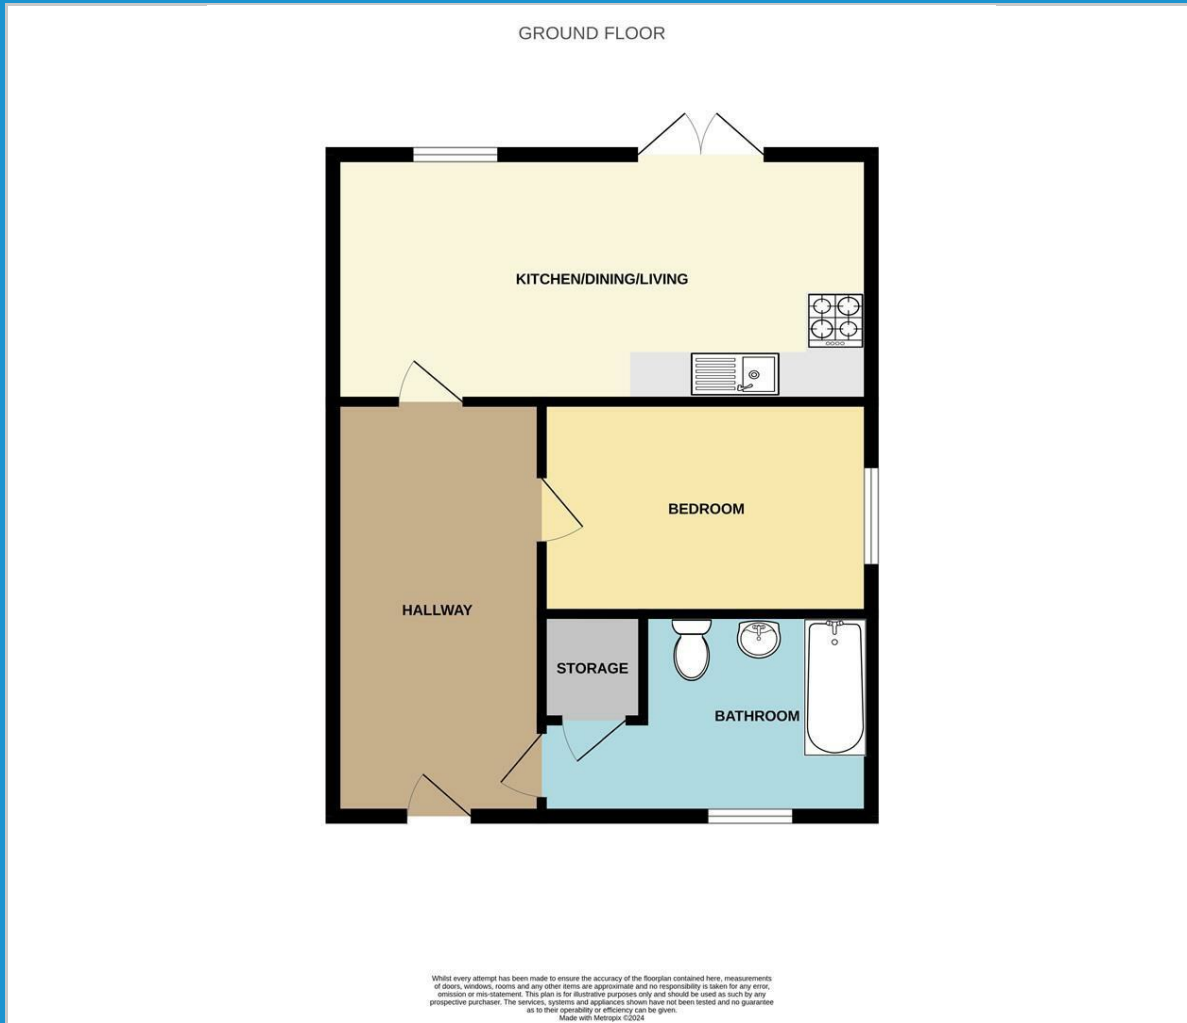 GROUND FLOOR
KITCHEN/DINING/LIVING
BEDROOM
HALLWAY
STORAGE
BATHROOM
Whilst every attempt has been made to ensure the accuracy of the floorplan contained here, measurements
of doors, windows, rooms and any other items are approximate and no responsibility is taken for any error,
omission or mis-statement. This plan is for illustrative purposes only and should be used as such by any
prospective purchaser. The services, systems and appliances shown have not been tested and no guarantee
as to their operability or efficiency can be given.
Made with Metropix ©2024